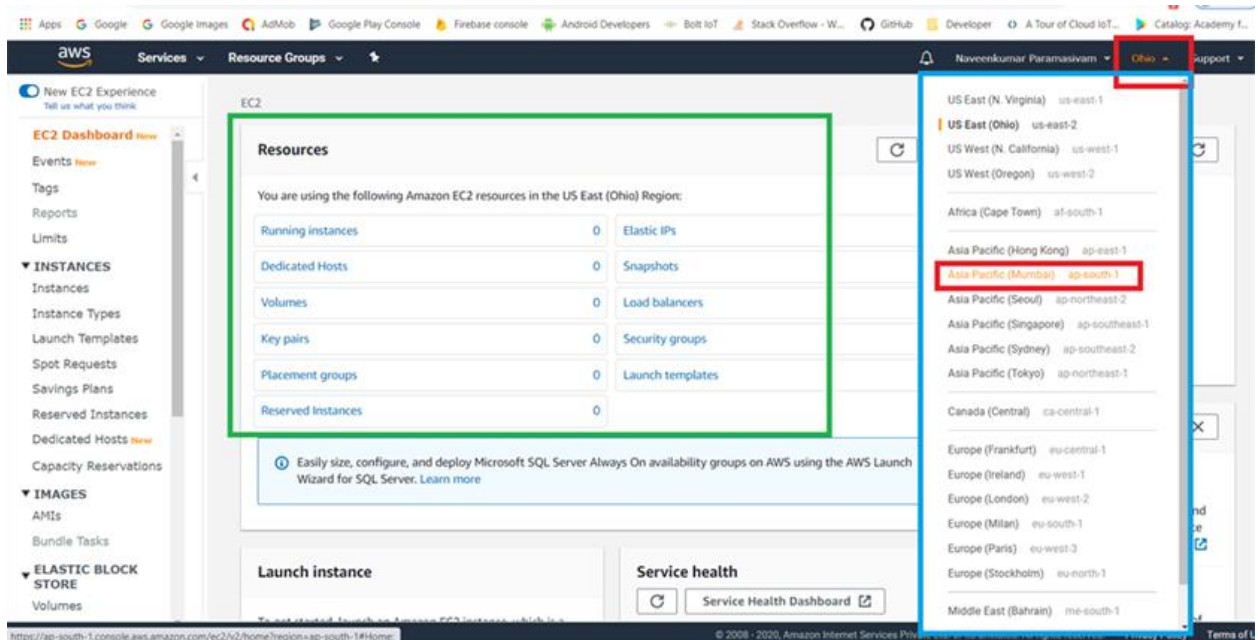 Apps Google Google Images AdMob Google Play Console Firebase console Android Developers Bolt IoT Stack Overflow - W... GitHub Developer A Tour of Cloud IoT... Catalog: Academy f...
aws Services Resource Groups Naveenkumar Paramasivam Ohio Support
New EC2 Experience
Tell us what you think
EC2 Dashboard New
Events New
Tags
Reports
Limits
INSTANCES
Instances
Instance Types
Launch Templates
Spot Requests
Savings Plans
Reserved Instances
Dedicated Hosts New
Capacity Reservations
IMAGES
AMIs
Bundle Tasks
ELASTIC BLOCK
STORE
Volumes
EC2
Resources
You are using the following Amazon EC2 resources in the US East (Ohio) Region:
Running instances 0 Elastic IPs
Dedicated Hosts 0 Snapshots
Volumes 0 Load balancers
Key pairs 0 Security groups
Placement groups 0 Launch templates
Reserved Instances 0
Easily size, configure, and deploy Microsoft SQL Server Always On availability groups on AWS using the AWS Launch
Wizard for SQL Server. Learn more
Launch instance
Service health
Service Health Dashboard
US East (N. Virginia) us-east-1
US East (Ohio) us-east-2
US West (N. California) us-west-1
US West (Oregon) us-west-2
Africa (Cape Town) af-south-1
Asia Pacific (Hong Kong) ap-east-1
Asia Pacific (Mumbai) ap-south-1
Asia Pacific (Seoul) ap-northeast-2
Asia Pacific (Singapore) ap-southeast-1
Asia Pacific (Sydney) ap-southeast-2
Asia Pacific (Tokyo) ap-northeast-1
Canada (Central) ca-central-1
Europe (Frankfurt) eu-central-1
Europe (Ireland) eu-west-1
Europe (London) eu-west-2
Europe (Milan) eu-south-1
Europe (Paris) eu-west-3
Europe (Stockholm) eu-north-1
Middle East (Bahrain) me-south-1
https://ap-south-1.console.aws.amazon.com/ec2/v2/home?region=ap-south-1#Home: © 2008 - 2020, Amazon Internet Services Terms of